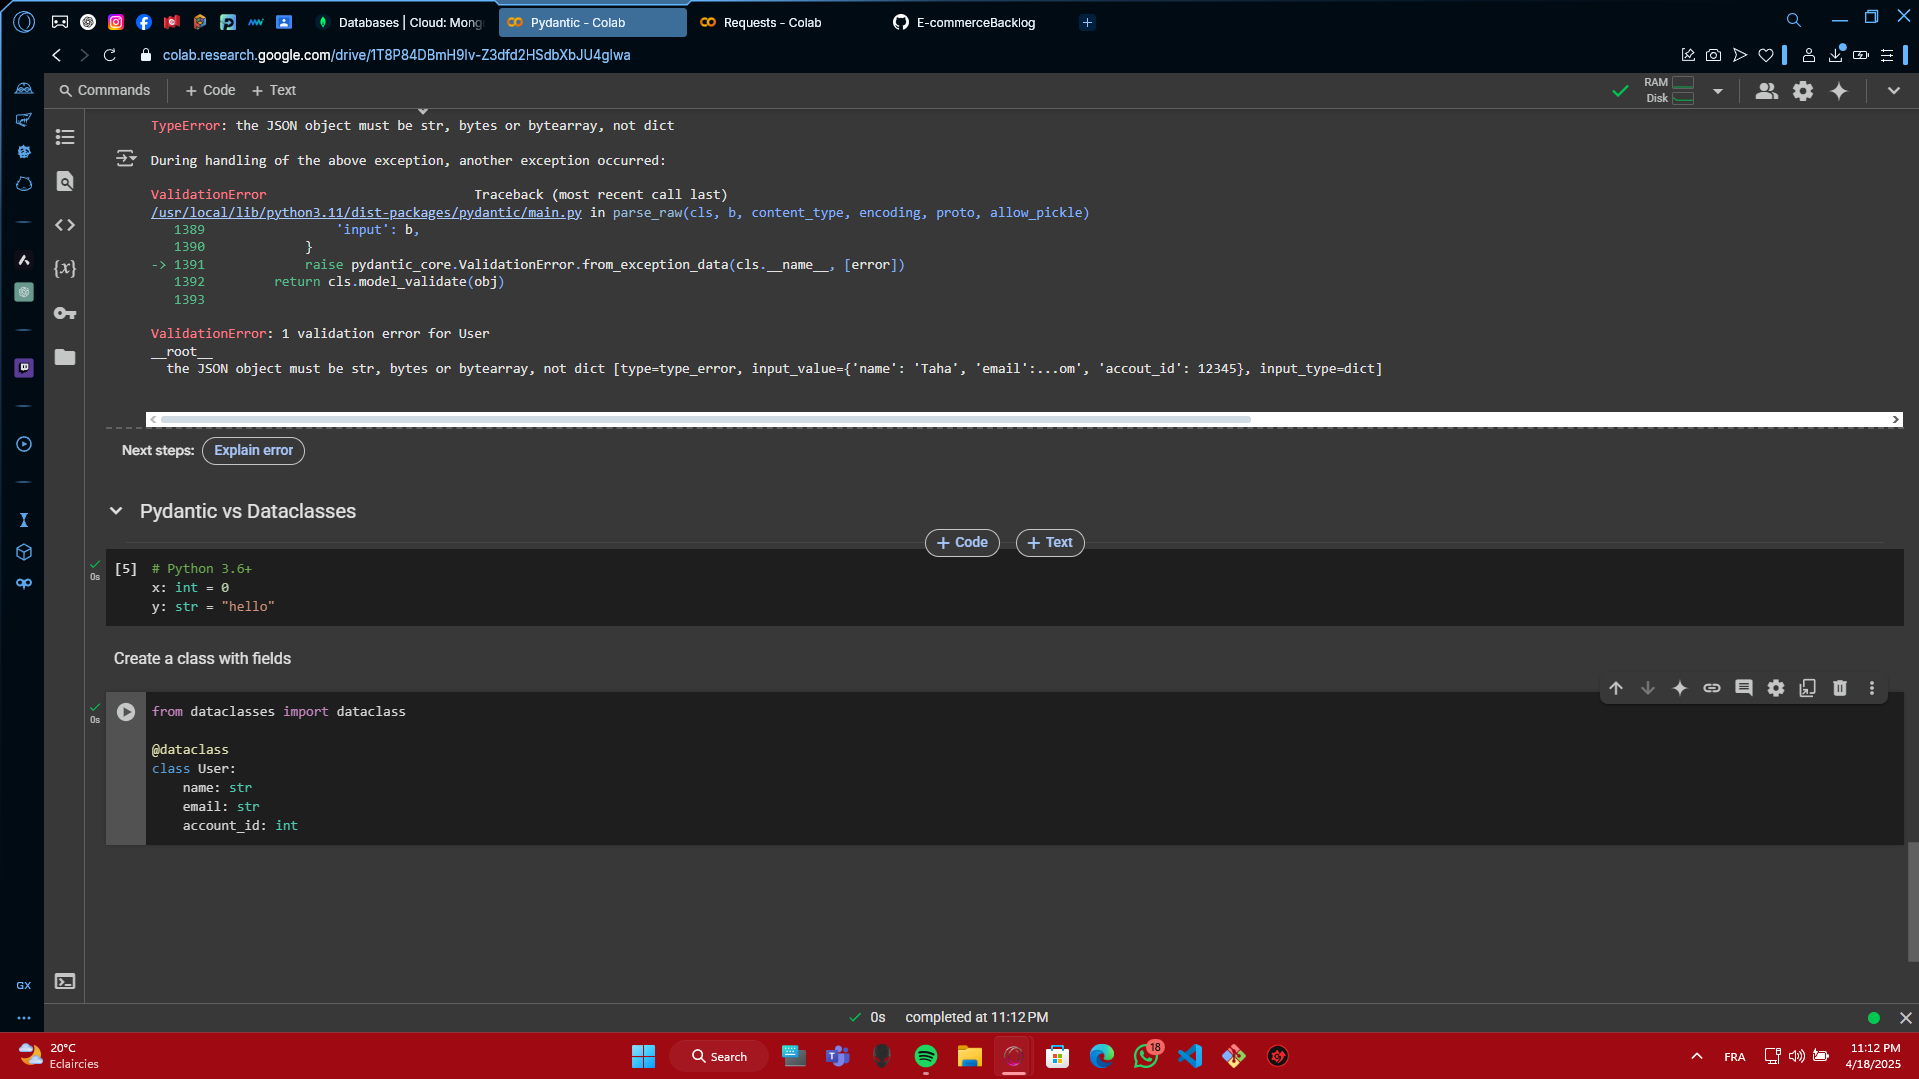 Databases | Cloud: Mong
Pydantic - Colab
Requests - Colab
E-commerceBacklog
colab.research.google.com/drive/1T8P84DBmH9Iv-Z3dfd2HSdbXbJU4glwa
Commands
+ Code
+ Text
RAM
Disk
TypeError: the JSON object must be str, bytes or bytearray, not dict
During handling of the above exception, another exception occurred:
ValidationError Traceback (most recent call last)
/usr/local/lib/python3.11/dist-packages/pydantic/main.py in parse_raw(cls, b, content_type, encoding, proto, allow_pickle)
1389 'input': b,
1390 }
-> 1391 raise pydantic_core.ValidationError.from_exception_data(cls.__name__, [error])
1392 return cls.model_validate(obj)
1393
ValidationError: 1 validation error for User
__root__
the JSON object must be str, bytes or bytearray, not dict [type=type_error, input_value={'name': 'Taha', 'email':...om', 'accout_id': 12345}, input_type=dict]
Next steps: Explain error
Pydantic vs Dataclasses
+ Code
+ Text
0s
[5] # Python 3.6+
x: int = 0
y: str = "hello"
Create a class with fields
0s
from dataclasses import dataclass
@dataclass
class User:
name: str
email: str
account_id: int
GX
0s completed at 11:12 PM
20°C
Eclaircies
Search
18
FRA
11:12 PM
4/18/2025